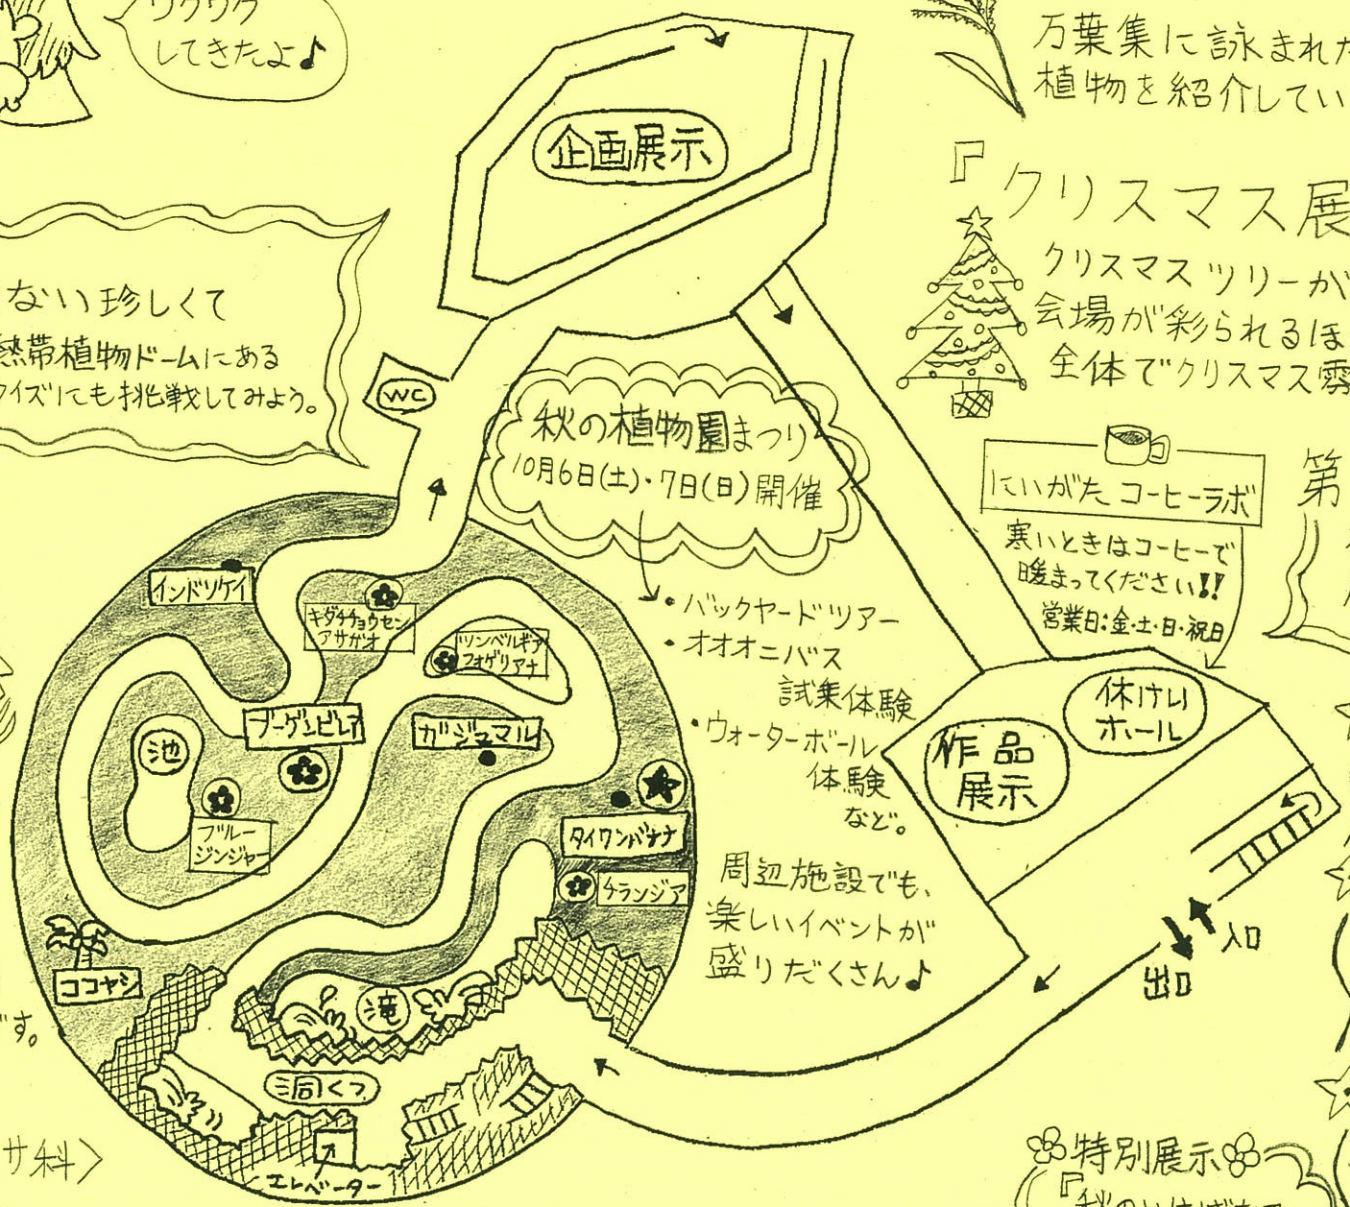 ワクワク
してきたよ♪
ない珍しくて
熱帯植物ドームにある
クイズにも挑戦してみよう。
企画展示
WC
秋の植物園まつり
10月6日(土)・7日(日)開催
・バックヤードツアー
・オオオニバス
試乗体験
・ウォーターボール
体験
など。
周辺施設でも、
楽しいイベントが
盛りだくさん♪
万葉集に詠まれた
植物を紹介してい
『クリスマス展
クリスマスツリーが
会場が彩られるほ
全体でクリスマス雰
にいがたコーヒーラボ
寒いときはコーヒーで
暖まってください!!
営業日:金・土・日・祝日
第
休けい
ホール
作品
展示
入口
出口
インドソケイ
キダチチョウセン
アサガオ
ツンベルギア
フォゲリアナ
ブーゲンビレア
ガジュマル
池
ブルー
ジンジャー
タイワンバナナ
チランジア
ココヤシ
滝
洞くつ
エレベーター
です。
サ科〉
特別展示